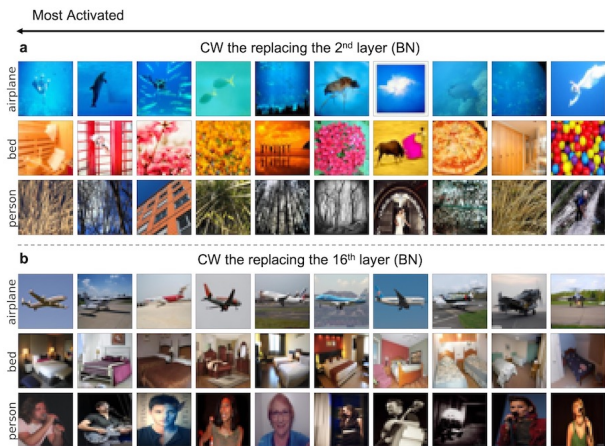 Most Activated
a CW the replacing the 2nd layer (BN)
airplane
bed
person
b CW the replacing the 16th layer (BN)
airplane
bed
person